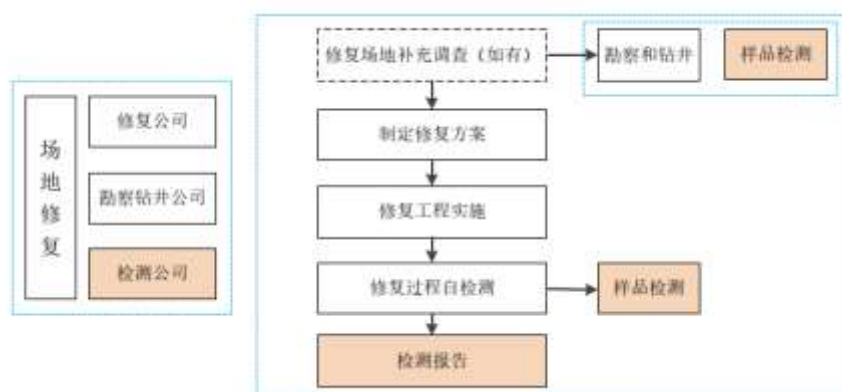 场地修复
修复公司
勘察钻井公司
检测公司
修复场地补充调查（如有）
勘察和钻井
样品检测
制定修复方案
修复工程实施
修复过程自检测
样品检测
检测报告